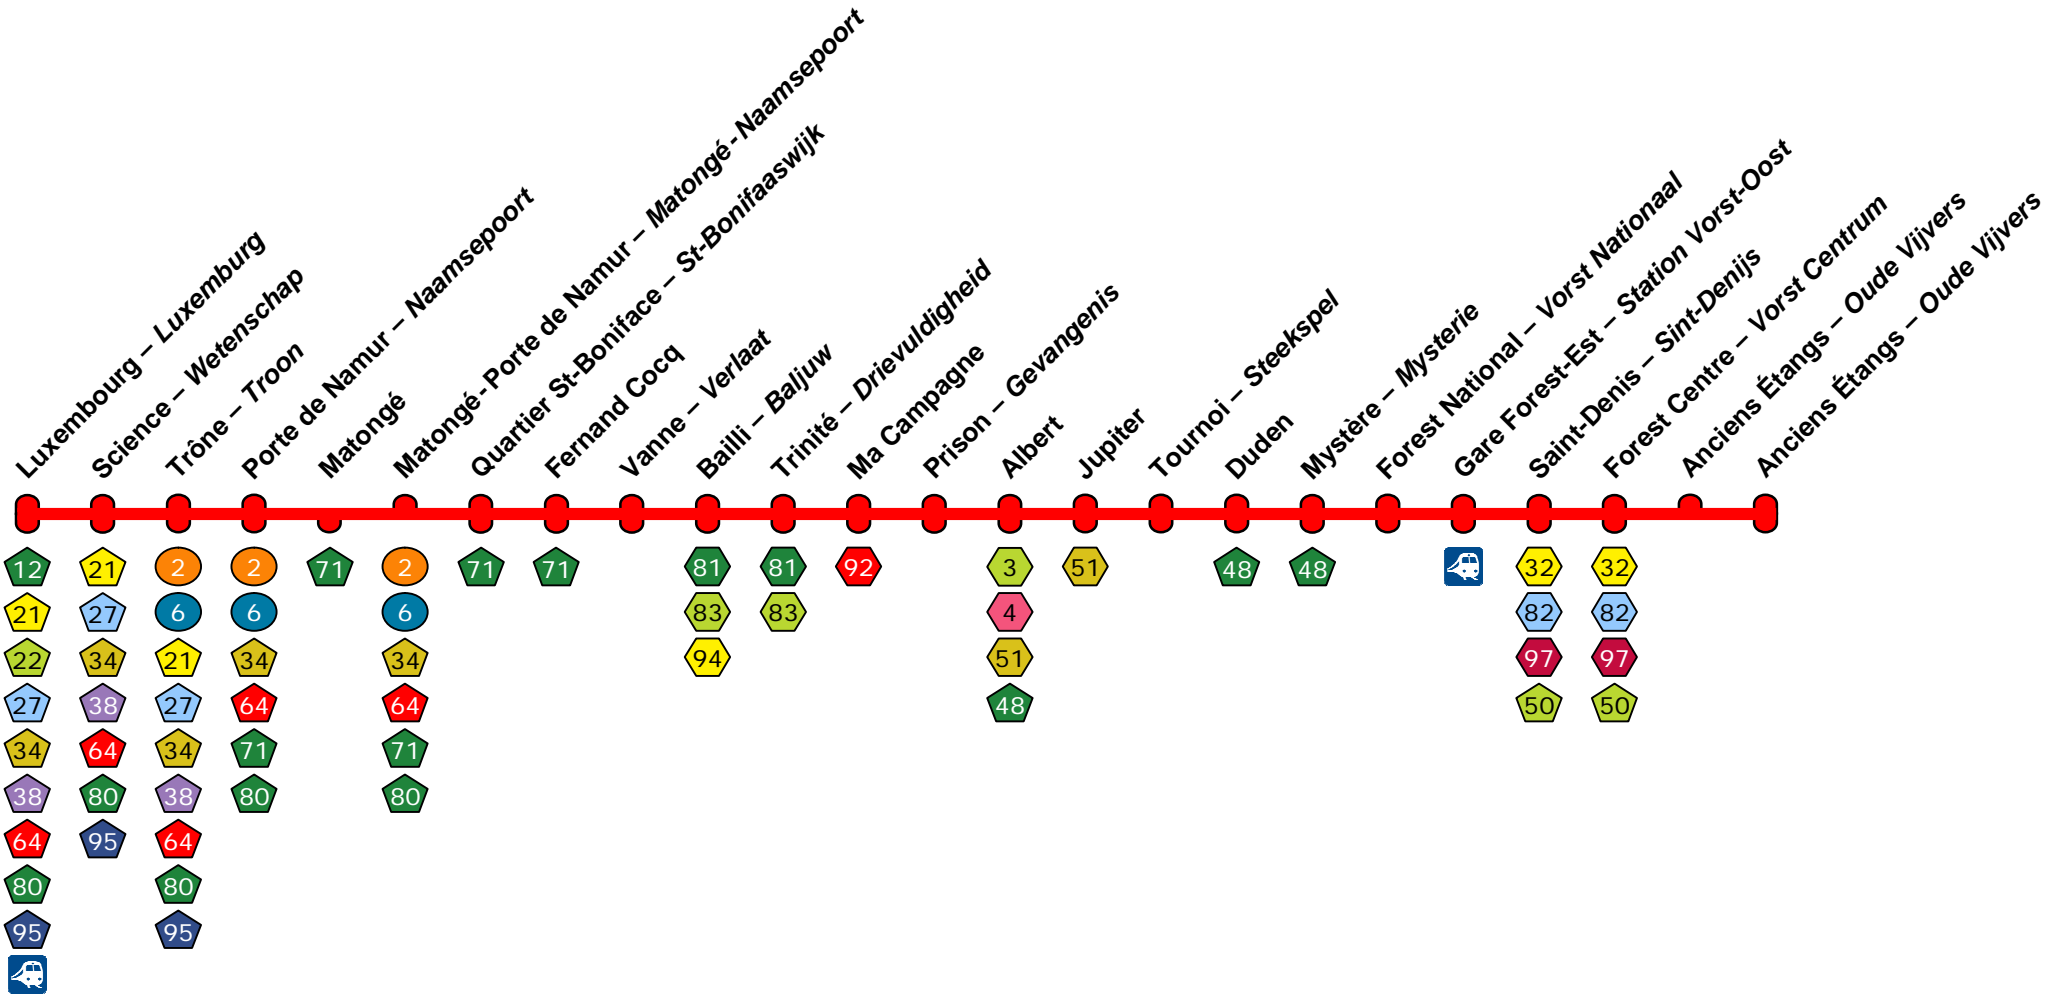 Luxembourg – Luxemburg
Science – Wetenschap
Trône – Troon
Porte de Namur – Naamsepoort
Matongé
Matongé-Porte de Namur – Matongé-Naamsepoort
Quartier St-Boniface – St-Bonifaaswijk
Fernand Cocq
Vanne – Verlaat
Bailli – Baljuw
Trinité – Drievuldigheid
Ma Campagne
Prison – Gevangenis
Albert
Jupiter
Tournoi – Steekspel
Duden
Mystère – Mysterie
Forest National – Vorst Nationaal
Gare Forest-Est – Station Vorst-Oost
Saint-Denis – Sint-Denijs
Forest Centre – Vorst Centrum
Anciens Étangs – Oude Vijvers
Anciens Étangs – Oude Vijvers
12 21 2 2 71 2 71 71 81 81 92 3 51 48 48 32 32
21 27 6 6 6 83 83 4 82 82
22 34 21 34 34 94 51 97 97
27 38 27 64 64 48 50 50
34 64 34 71 71
38 80 38 80 80
64 95 64
80 80
95 95